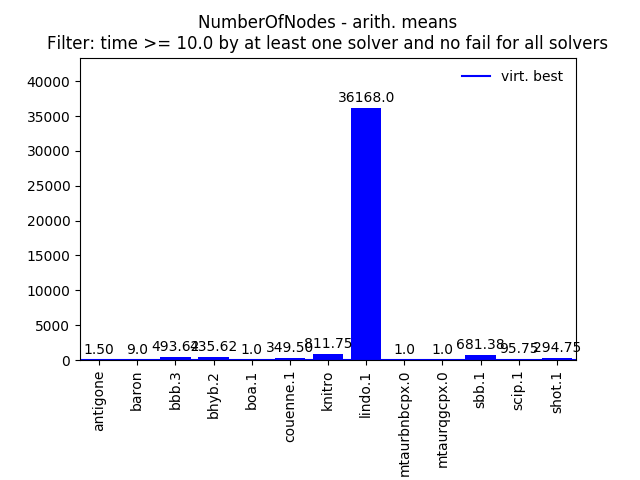 NumberOfNodes - arith. means
Filter: time >= 10.0 by at least one solver and no fail for all solvers
virt. best
40000
35000
30000
25000
20000
15000
10000
5000
0
1.50
9.0
493.62
435.62
1.0
349.50
811.75
36168.0
1.0
1.0
681.38
95.75
294.75
antigone
baron
bbb.3
bhyb.2
boa.1
couenne.1
knitro
lindo.1
mtaurbnbcpx.0
mtaurqgcpx.0
sbb.1
scip.1
shot.1